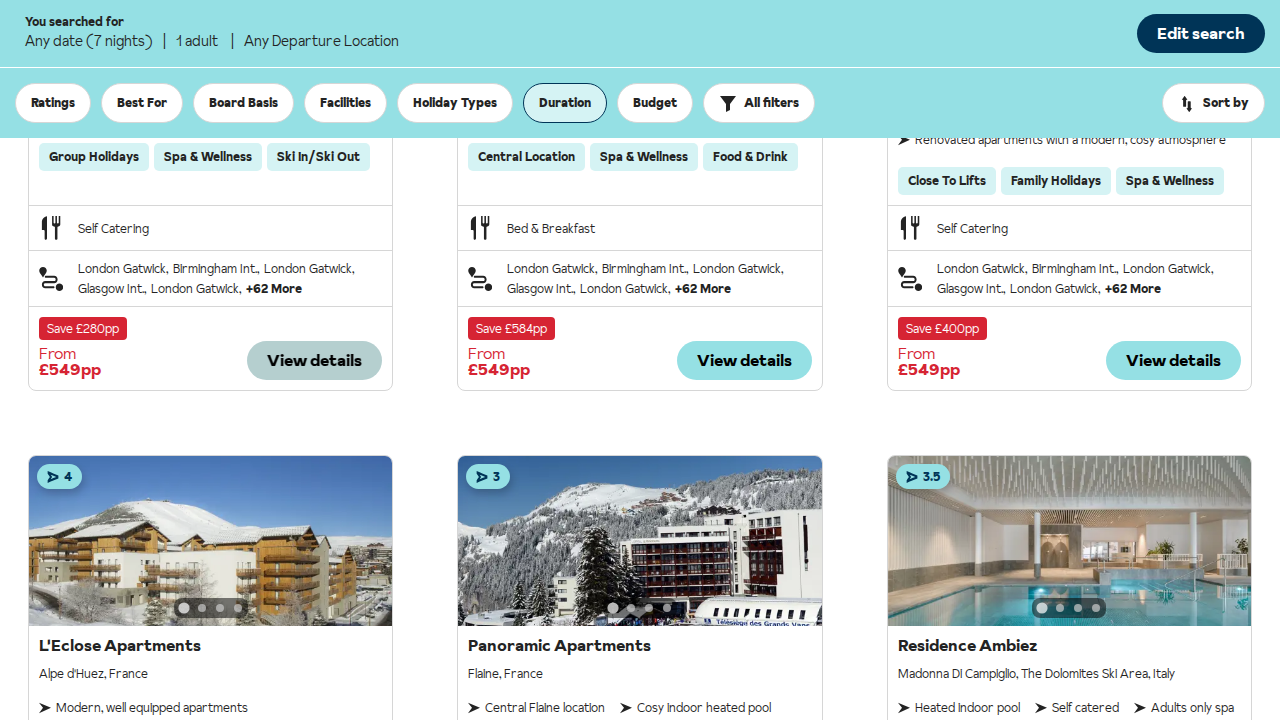 You searched for
Any date (7 nights) | 1 adult | Any Departure Location
Edit search
Ratings
Best For
Board Basis
Facilities
Holiday Types
Duration
Budget
All filters
Sort by
Group Holidays
Spa & Wellness
Ski In/Ski Out
Self Catering
London Gatwick, Birmingham Int., London Gatwick,
Glasgow Int., London Gatwick, +62 More
Save £280pp
From
£549pp
View details
Central Location
Spa & Wellness
Food & Drink
Bed & Breakfast
London Gatwick, Birmingham Int., London Gatwick,
Glasgow Int., London Gatwick, +62 More
Save £584pp
From
£549pp
View details
Renovated apartments with a modern, cosy atmosphere
Close To Lifts
Family Holidays
Spa & Wellness
Self Catering
London Gatwick, Birmingham Int., London Gatwick,
Glasgow Int., London Gatwick, +62 More
Save £400pp
From
£549pp
View details
4
L'Eclose Apartments
Alpe d'Huez, France
Modern, well equipped apartments
3
Télésiège des Grands Vans
Panoramic Apartments
Flaine, France
Central Flaine location
Cosy indoor heated pool
3.5
Residence Ambiez
Madonna Di Campiglio, The Dolomites Ski Area, Italy
Heated indoor pool
Self catered
Adults only spa